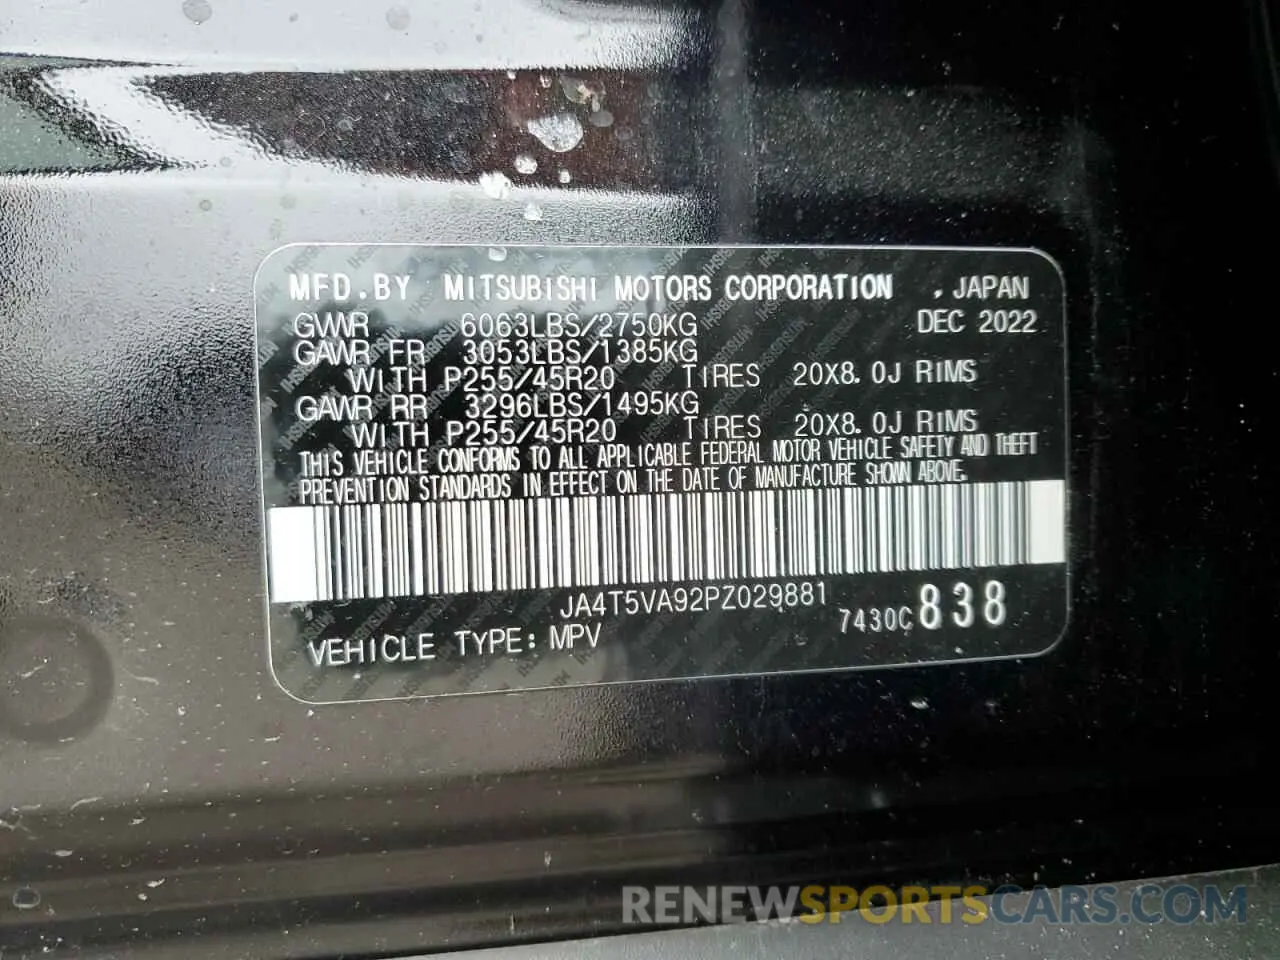 MFD.BY MITSUBISHI MOTORS CORPORATION , JAPAN
GVWR 6063LBS/2750KG DEC 2022
GAWR FR 3053LBS/1385KG
WITH P255/45R20 TIRES 20X8.0J RIMS
GAWR RR 3296LBS/1495KG
WITH P255/45R20 TIRES 20X8.0J RIMS
THIS VEHICLE CONFORMS TO ALL APPLICABLE FEDERAL MOTOR VEHICLE SAFETY AND THEFT
PREVENTION STANDARDS IN EFFECT ON THE DATE OF MANUFACTURE SHOWN ABOVE.
JA4T5VA92PZ029881 7430C 838
VEHICLE TYPE: MPV
RENEWSPORTSCARS.COM